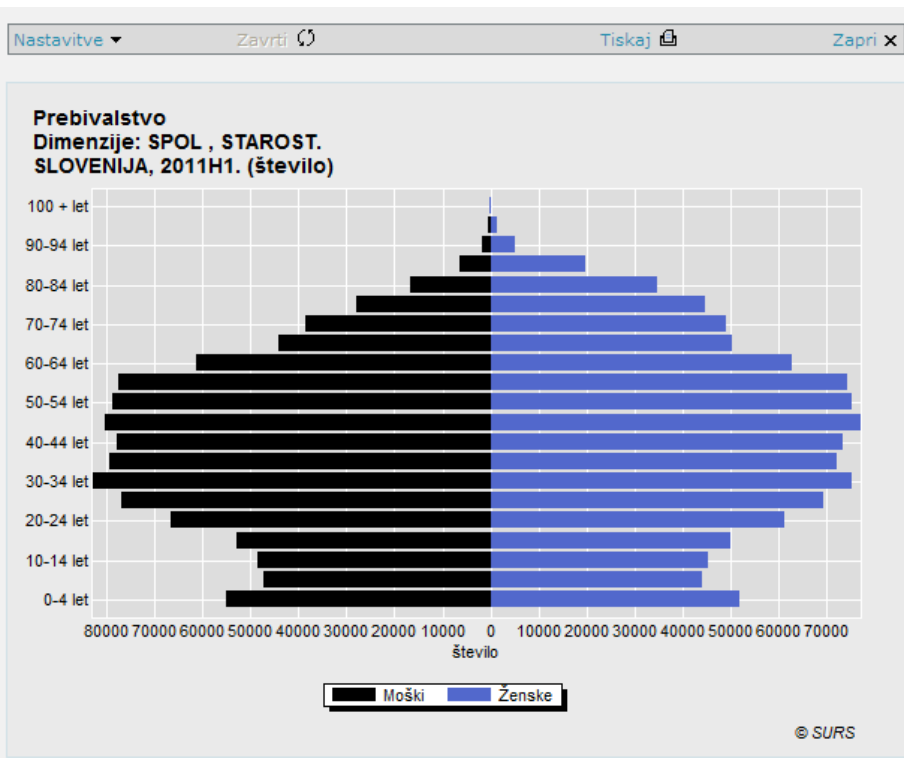 Nastavitve Zavrti Tiskaj Zapri
Prebivalstvo
Dimenzije: SPOL , STAROST.
SLOVENIJA, 2011H1. (število)
100 + let
90-94 let
80-84 let
70-74 let
60-64 let
50-54 let
40-44 let
30-34 let
20-24 let
10-14 let
0-4 let
80000 70000 60000 50000 40000 30000 20000 10000 0 10000 20000 30000 40000 50000 60000 70000
število
Moški Ženske
© SURS